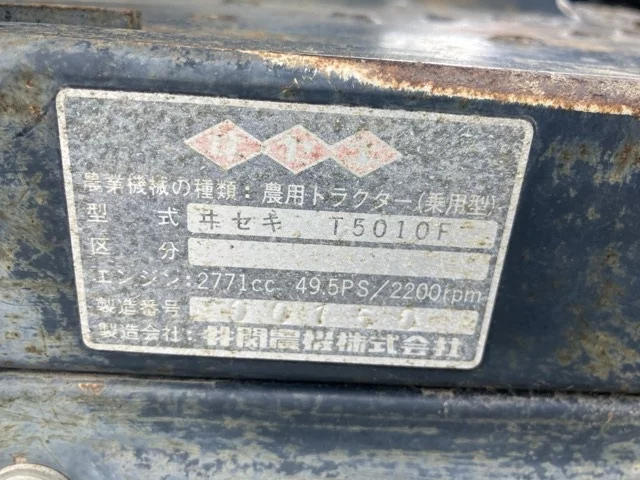 農業機械の種類: 農用トラクター(乗用型)
型 式 ヰセキ T5010F
区 分
エンジン: 2771cc 49.5PS/2200rpm
製造番号
製造会社: 井関農機株式会社